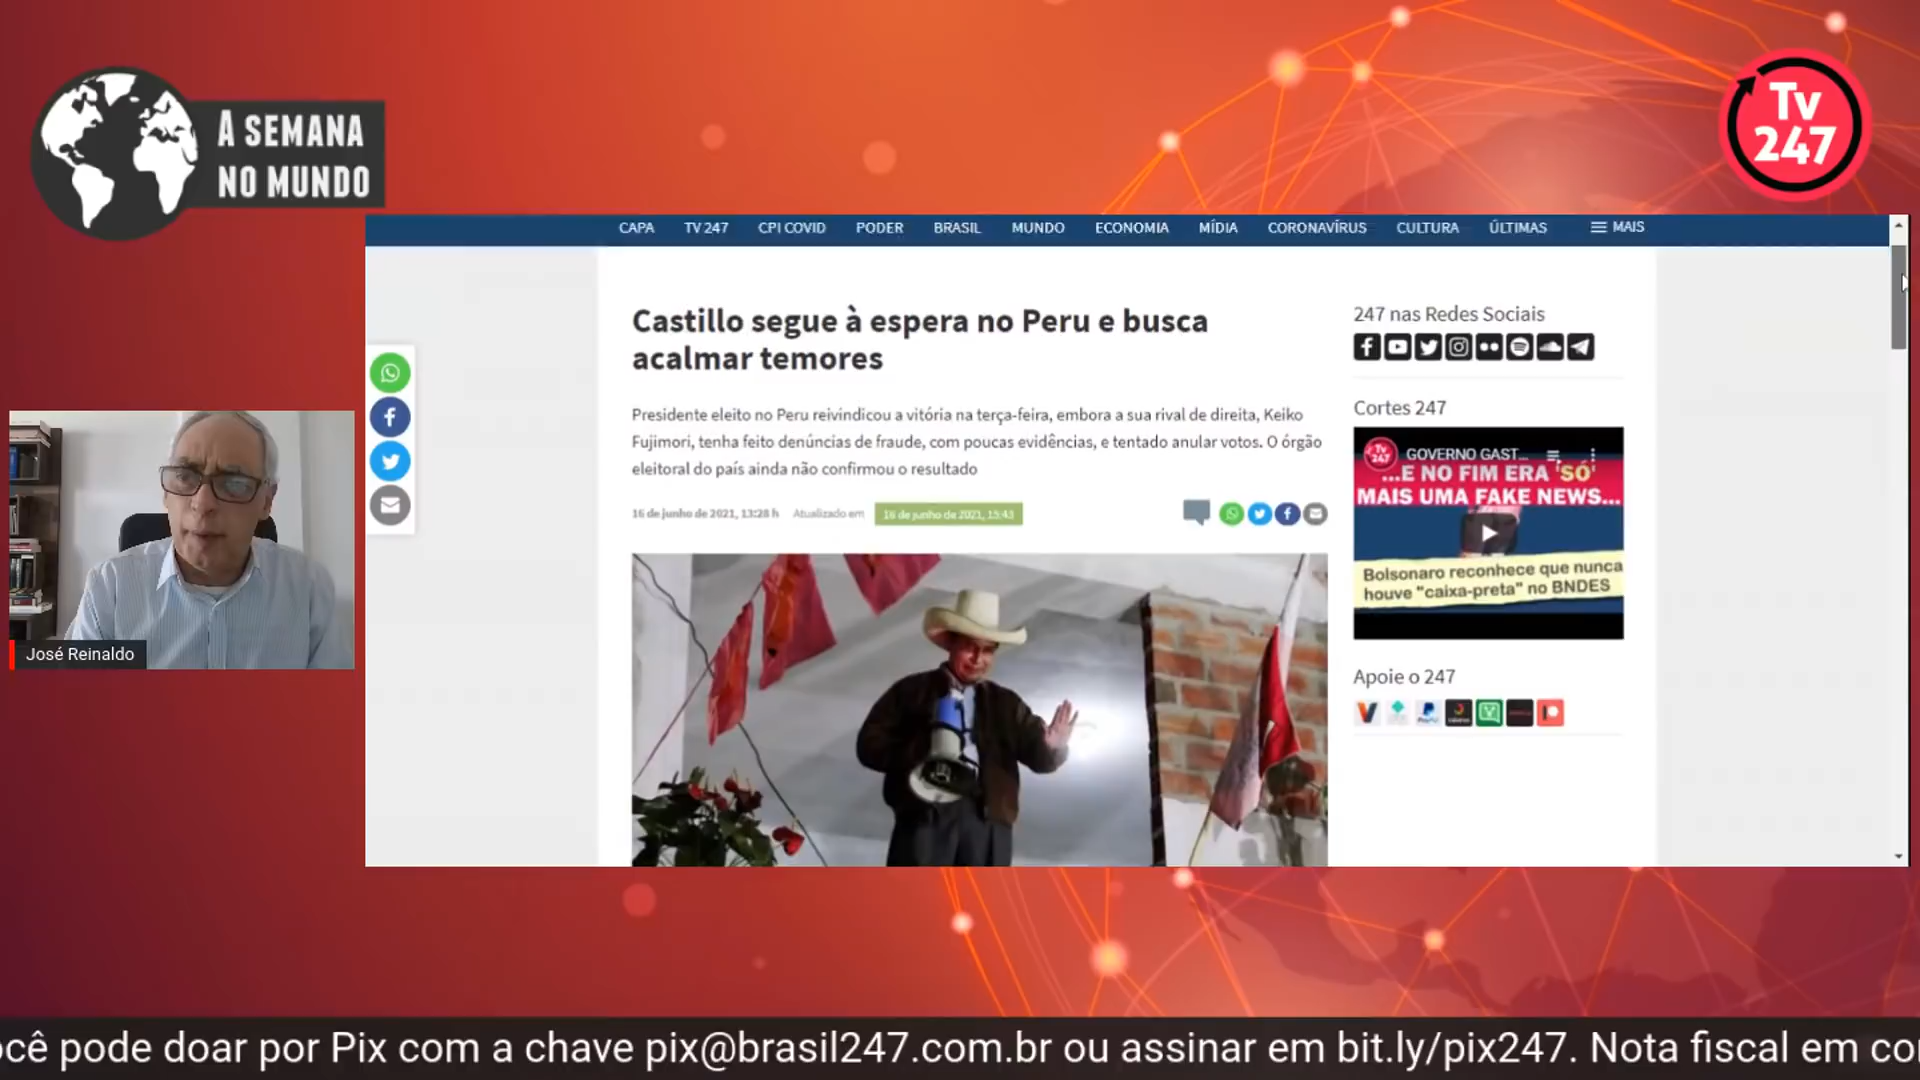 A SEMANA
NO MUNDO
Tv
247
CAPA TV 247 CPI COVID PODER BRASIL MUNDO ECONOMIA MÍDIA CORONAVÍRUS CULTURA ÚLTIMAS MAIS
Castillo segue à espera no Peru e busca
acalmar temores
Presidente eleito no Peru reivindicou a vitória na terça-feira, embora a sua rival de direita, Keiko
Fujimori, tenha feito denúncias de fraude, com poucas evidências, e tentado anular votos. O órgão
eleitoral do país ainda não confirmou o resultado
16 de junho de 2021, 13:28 h Atualizado em 16 de junho de 2021, 13:43
247 nas Redes Sociais
Cortes 247
Tv
247
GOVERNO GAST...
...E NO FIM ERA 'SÓ'
MAIS UMA FAKE NEWS...
Bolsonaro reconhece que nunca
houve "caixa-preta" no BNDES
Apoie o 247
José Reinaldo
ocê pode doar por Pix com a chave pix@brasil247.com.br ou assinar em bit.ly/pix247. Nota fiscal em co